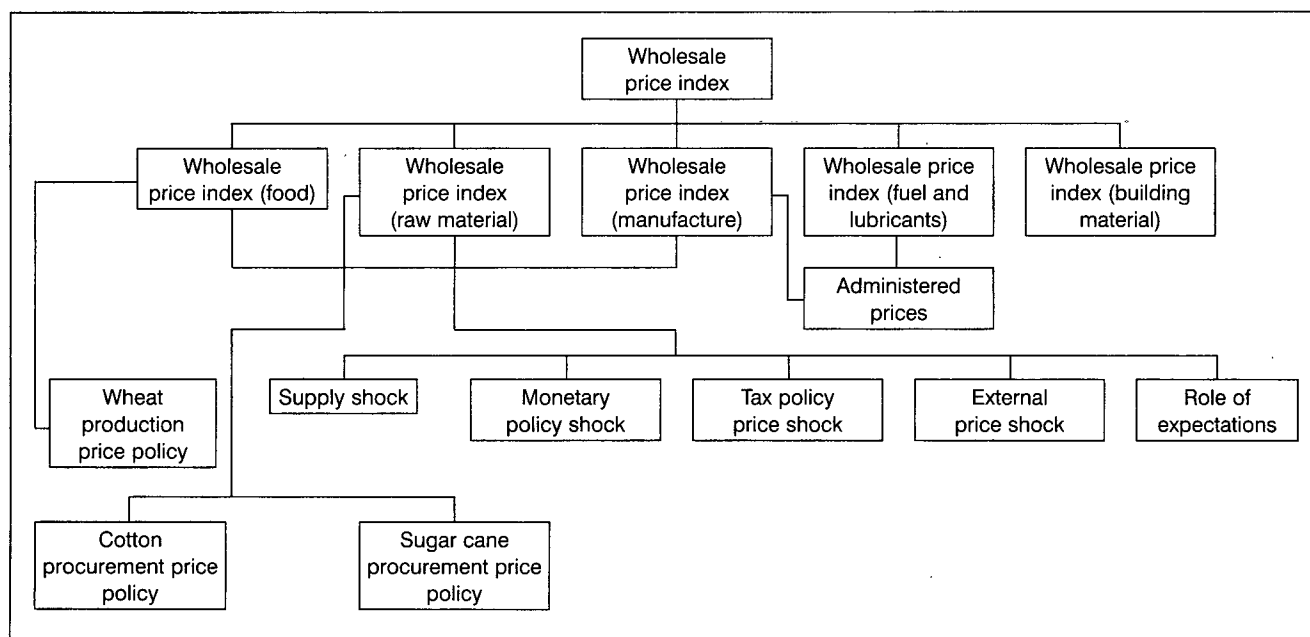 Wholesale
price index
Wholesale
price index (food)
Wholesale
price index
(raw material)
Wholesale
price index
(manufacture)
Wholesale price
index (fuel and
lubricants)
Wholesale price
index (building
material)
Administered
prices
Wheat
production
price policy
Supply shock
Monetary
policy shock
Tax policy
price shock
External
price shock
Role of
expectations
Cotton
procurement price
policy
Sugar cane
procurement price
policy